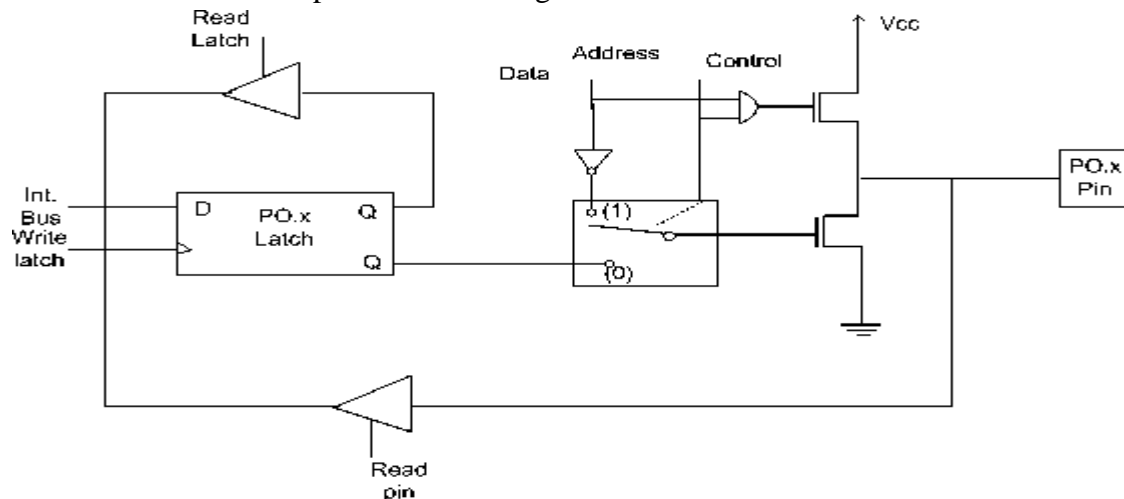 Read
Latch
Vcc
Address
Data
Control
Int.
Bus
Write
latch
D
PO.x
Latch
Q
Q
(1)
(0)
PO.x
Pin
Read
pin